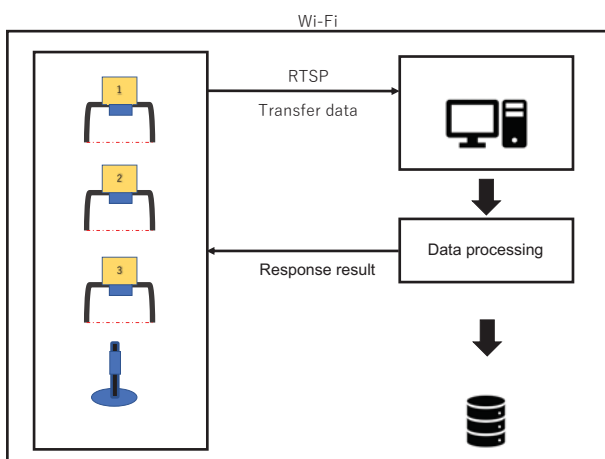 Wi-Fi
1
2
3
RTSP
Transfer data
Data processing
Response result